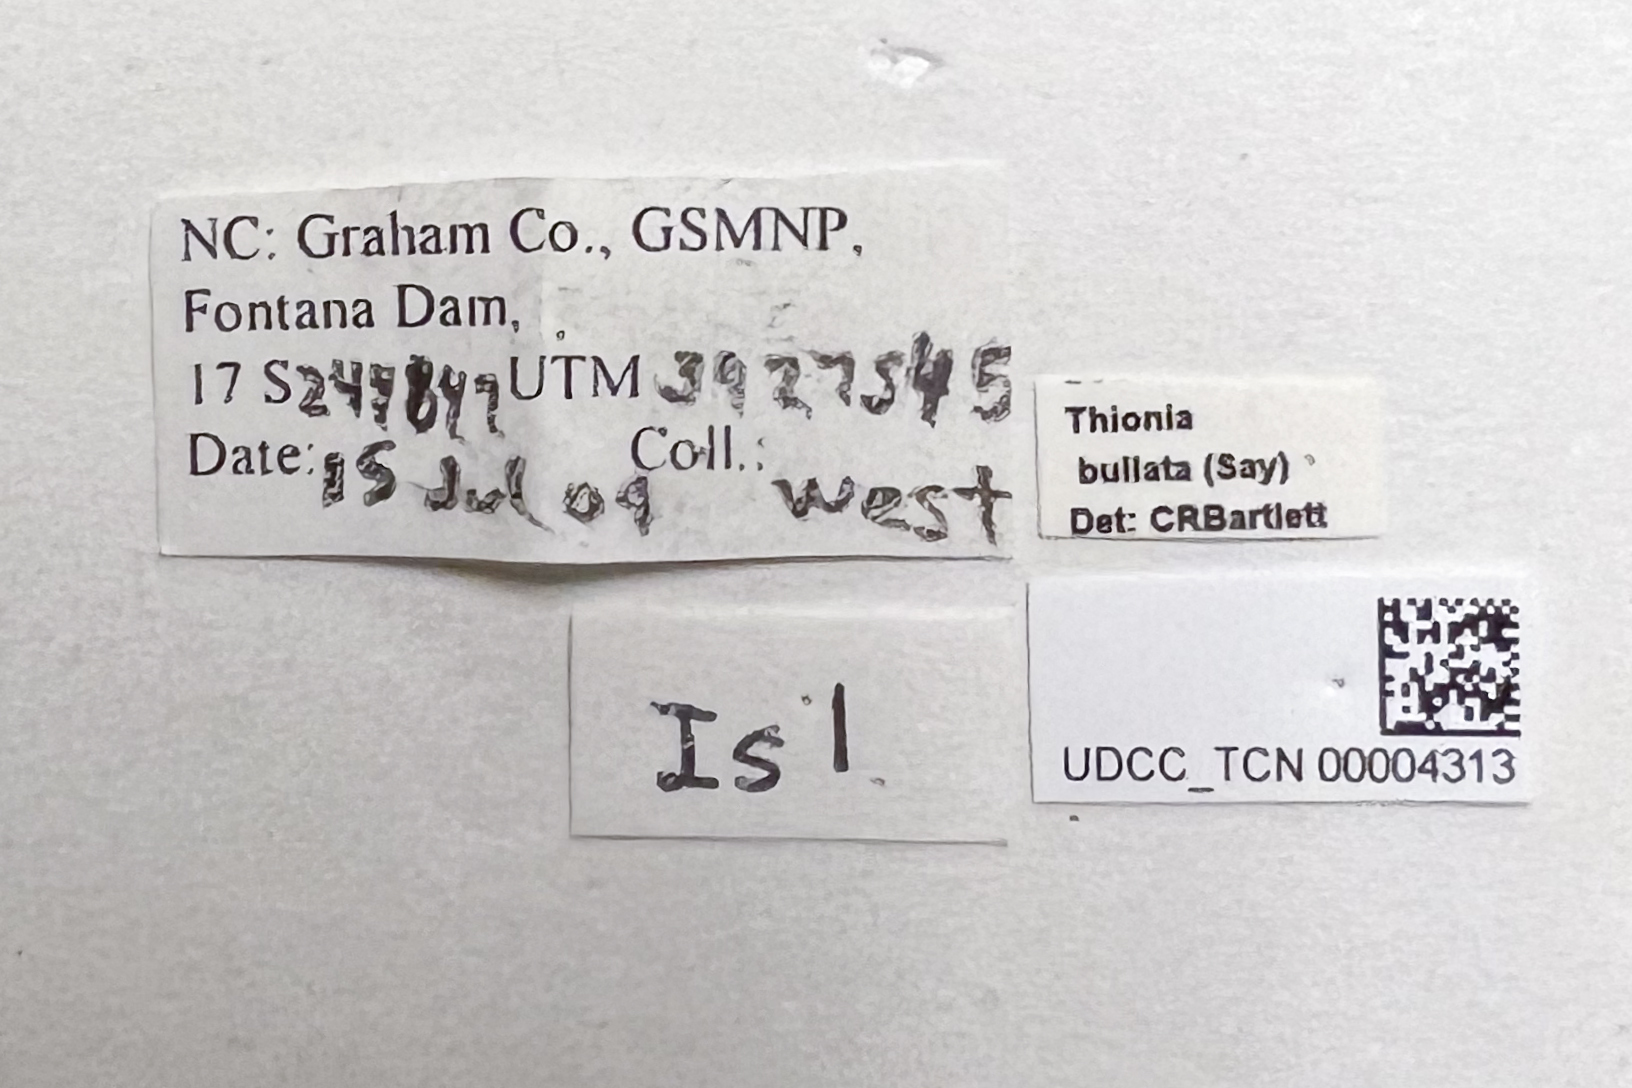 NC: Graham Co., GSMNP,
Fontana Dam,
17 S UTM 3927545
Date: 15 Jul 09 Coll.: West
Thionia
bullata (Say)
Det: CRBartlett
Is 1
UDCC_TCN 00004313